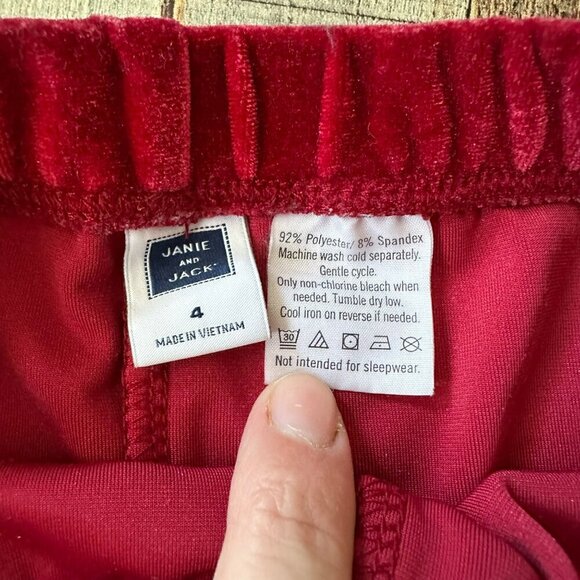 JANIE
AND
JACK
4
MADE IN VIETNAM
92% Polyester/ 8% Spandex
Machine wash cold separately.
Gentle cycle.
Only non-chlorine bleach when
needed. Tumble dry low.
Cool iron on reverse if needed.
30
Not intended for sleepwear.